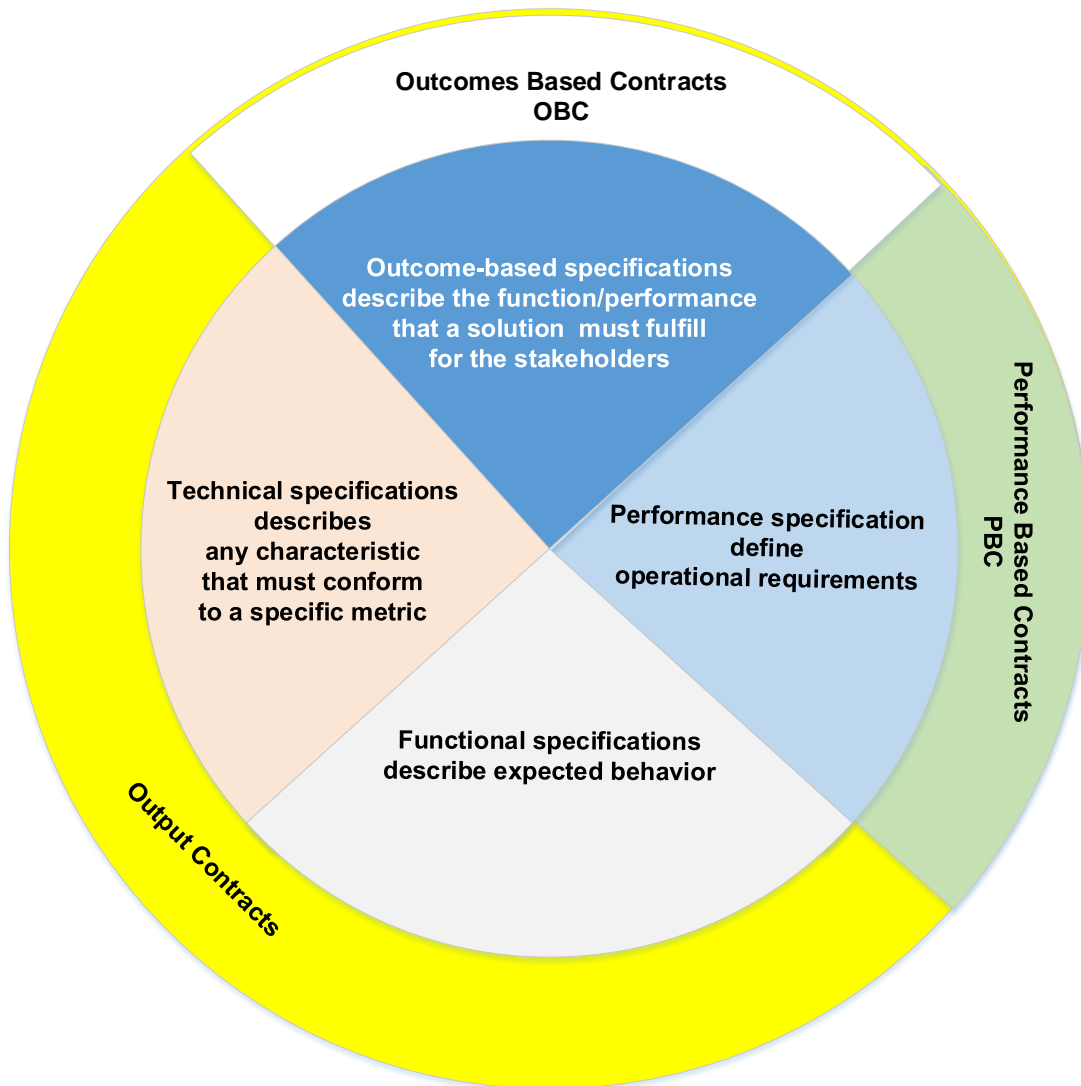 Outcomes Based Contracts
OBC
Outcome-based specifications
describe the function/performance
that a solution must fulfill
for the stakeholders
Technical specifications
describes
any characteristic
that must conform
to a specific metric
Performance specification
define
operational requirements
Performance Based Contracts
PBC
Functional specifications
describe expected behavior
Output Contracts